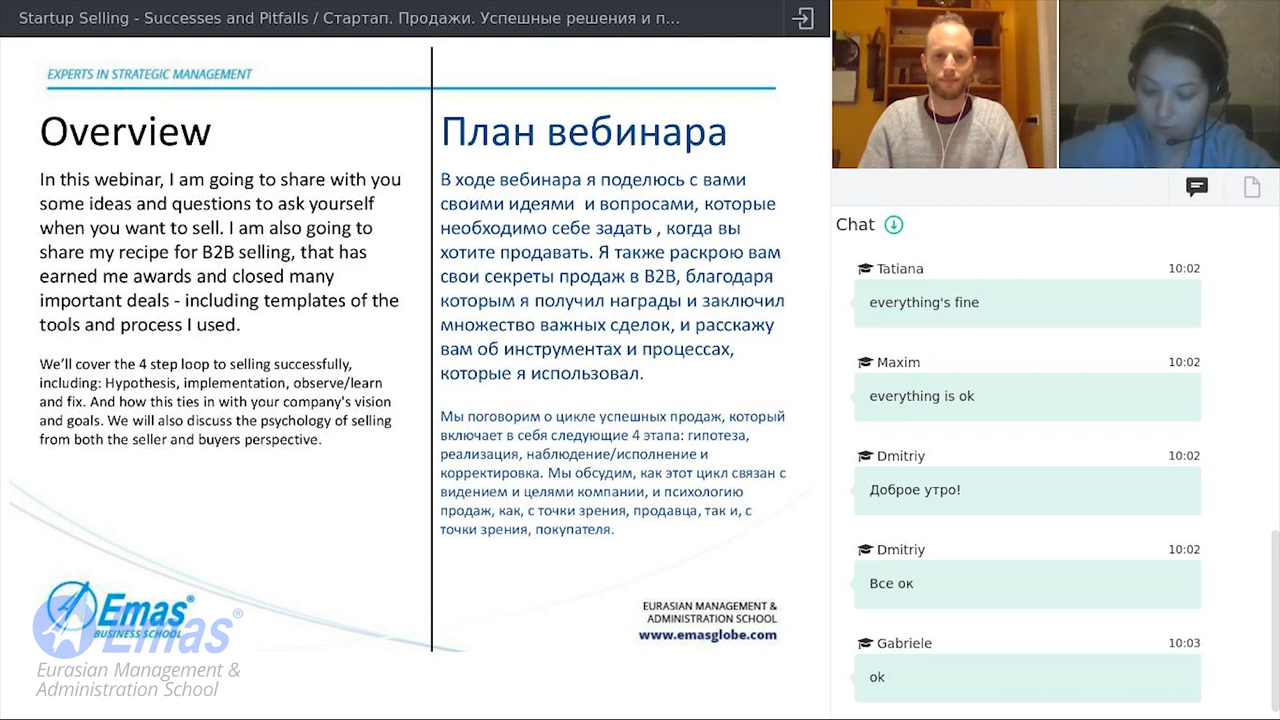 Startup Selling - Successes and Pitfalls / Стартап. Продажи. Успешные решения и п...
EXPERTS IN STRATEGIC MANAGEMENT
Overview
In this webinar, I am going to share with you
some ideas and questions to ask yourself
when you want to sell. I am also going to
share my recipe for B2B selling, that has
earned me awards and closed many
important deals - including templates of the
tools and process I used.
We'll cover the 4 step loop to selling successfully,
including: Hypothesis, implementation, observe/learn
and fix. And how this ties in with your company's vision
and goals. We will also discuss the psychology of selling
from both the seller and buyers perspective.
План вебинара
В ходе вебинара я поделюсь с вами
своими идеями и вопросами, которые
необходимо себе задать , когда вы
хотите продавать. Я также раскрою вам
свои секреты продаж в B2B, благодаря
которым я получил награды и заключил
множество важных сделок, и расскажу
вам об инструментах и процессах,
которые я использовал.
Мы поговорим о цикле успешных продаж, который
включает в себя следующие 4 этапа: гипотеза,
реализация, наблюдение/исполнение и
корректировка. Мы обсудим, как этот цикл связан с
видением и целями компании, и психологию
продаж, как, с точки зрения, продавца, так и, с
точки зрения, покупателя.
Emas®
BUSINESS SCHOOL
Emas®
Eurasian Management &
Administration School
EURASIAN MANAGEMENT &
ADMINISTRATION SCHOOL
www.emasglobe.com
Chat
Tatiana 10:02
everything's fine
Maxim 10:02
everything is ok
Dmitriy 10:02
Доброе утро!
Dmitriy 10:02
Все ок
Gabriele 10:03
ok